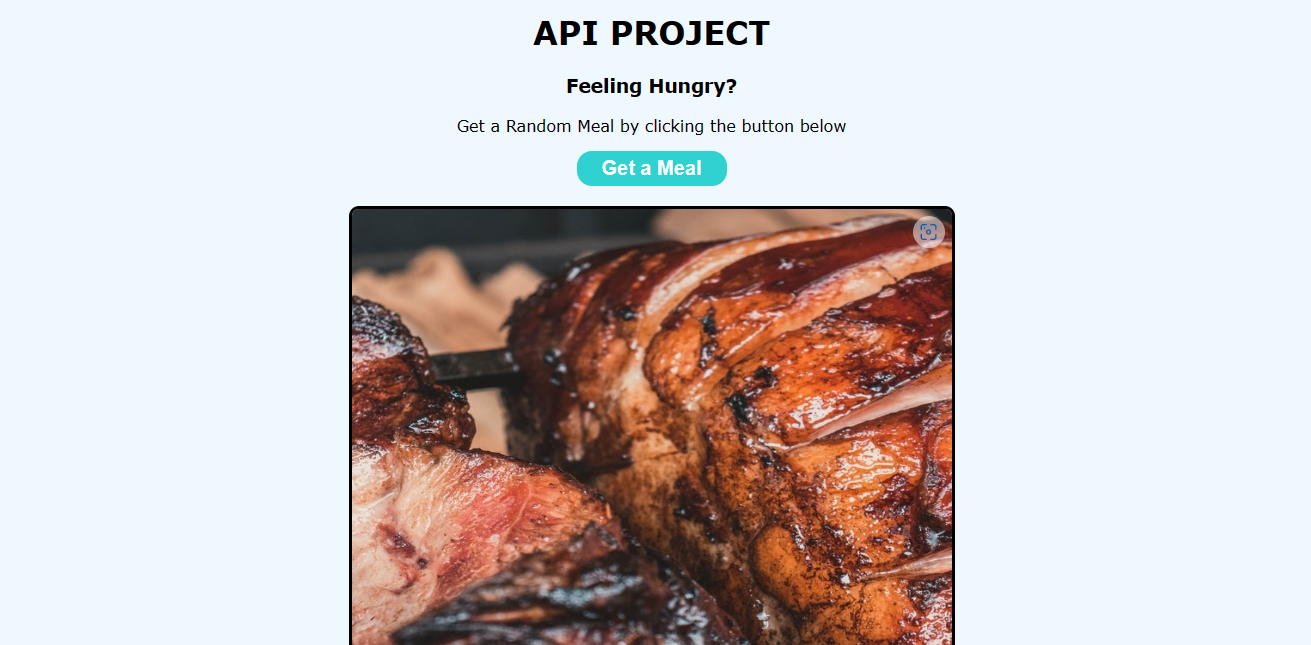 API PROJECT
Feeling Hungry?
Get a Random Meal by clicking the button below
Get a Meal